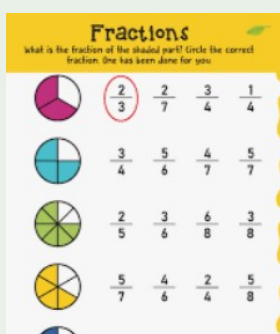 Fractions
What is the fraction of the shaded part? Circle the correct
fraction. One has been done for you
2/3 2/7 3/4 1/4
3/4 5/6 4/7 5/7
2/5 3/6 6/8 3/8
5/7 4/6 2/4 5/8